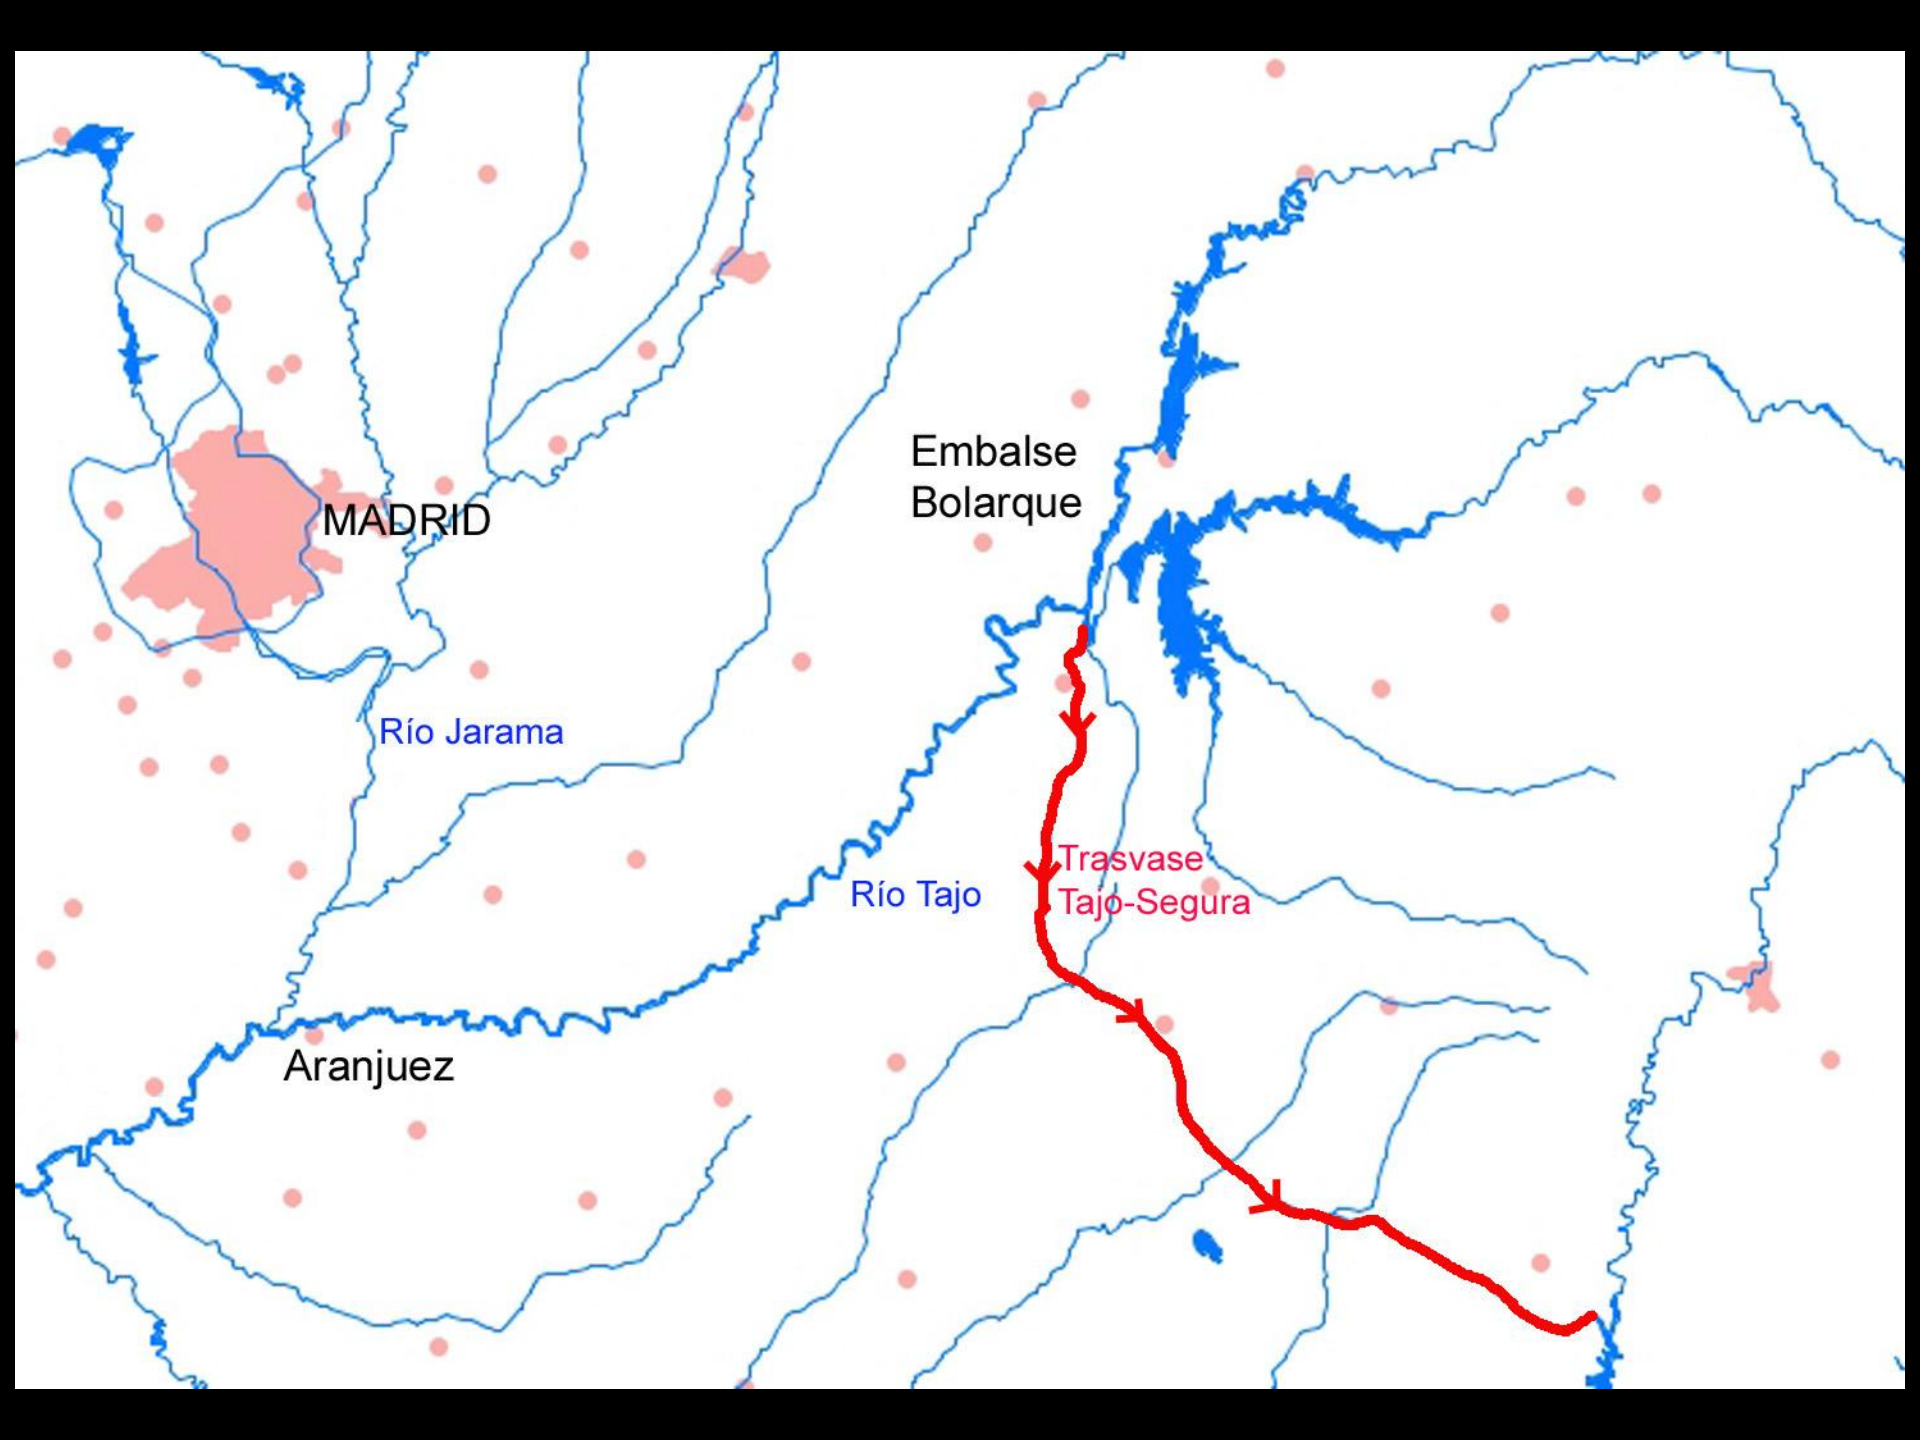 Embalse
Bolarque
MADRID
Río Jarama
Trasvase
Tajo-Segura
Río Tajo
Aranjuez